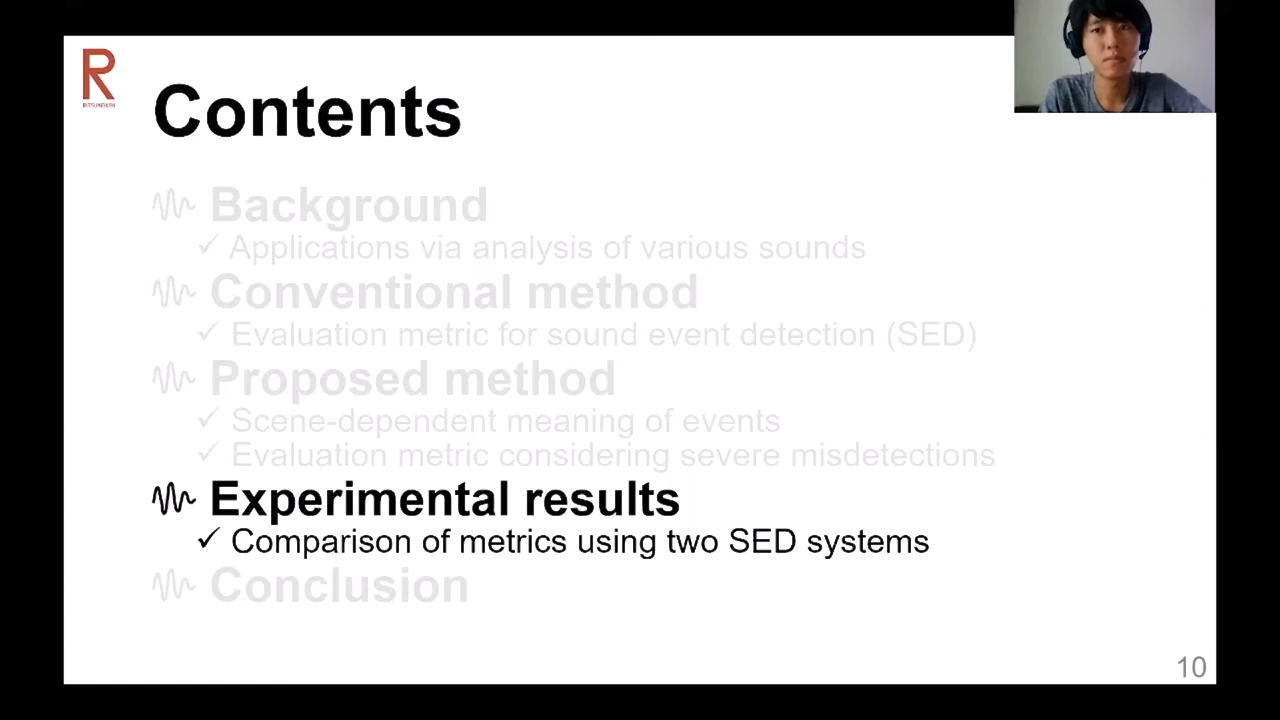 R
RITSUMEIKAN
Contents
Background
✓ Applications via analysis of various sounds
Conventional method
✓ Evaluation metric for sound event detection (SED)
Proposed method
✓ Scene-dependent meaning of events
✓ Evaluation metric considering severe misdetections
Experimental results
✓ Comparison of metrics using two SED systems
Conclusion
10